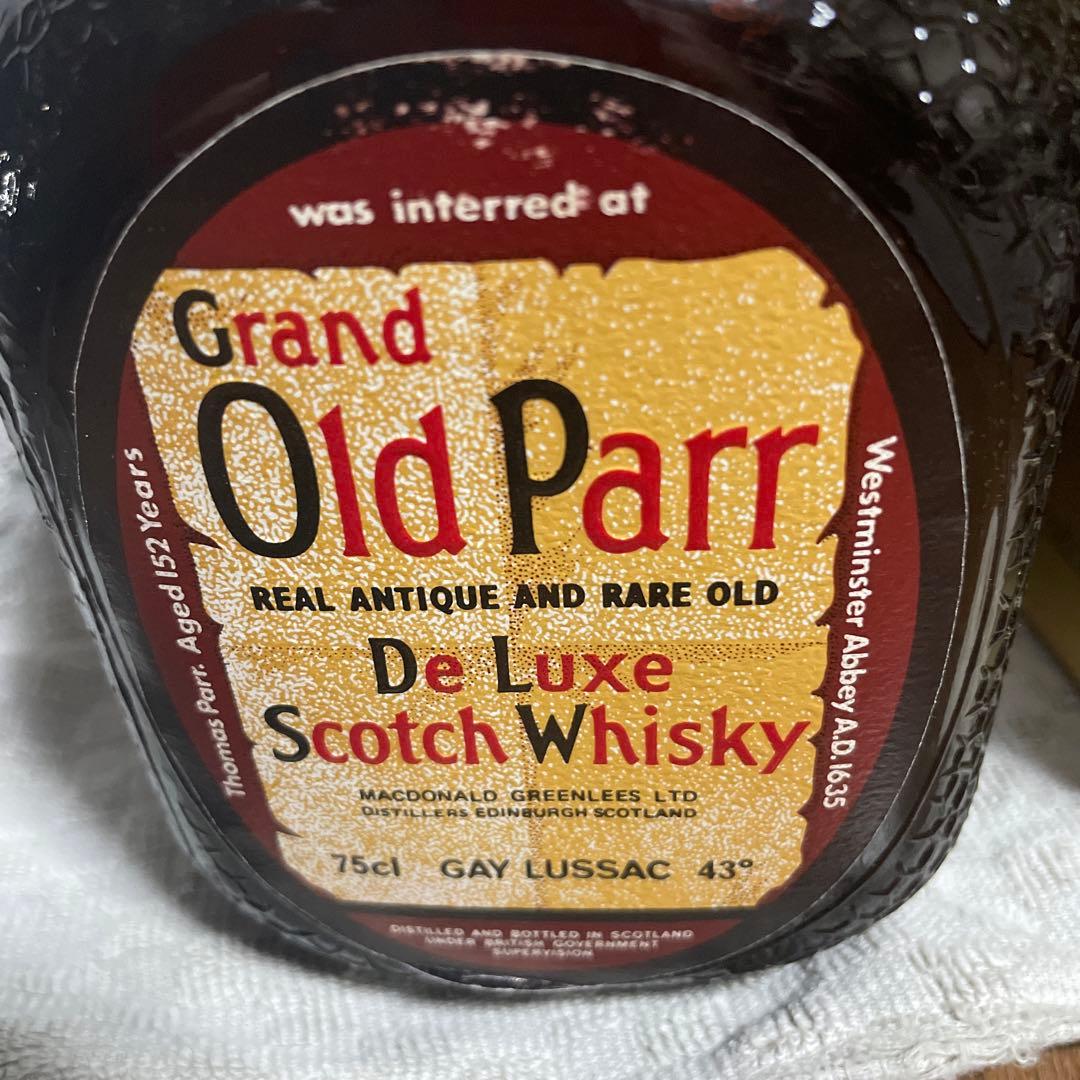 was interred at
Grand
Old Parr
REAL ANTIQUE AND RARE OLD
De Luxe
Scotch Whisky
MACDONALD GREENLEES LTD
DISTILLERS EDINBURGH SCOTLAND
75cl GAY LUSSAC 43°
DISTILLED AND BOTTLED IN SCOTLAND
UNDER BRITISH GOVERNMENT
SUPERVISION
Thomas Parr. Aged 152 Years
Westminster Abbey A.D. 1635